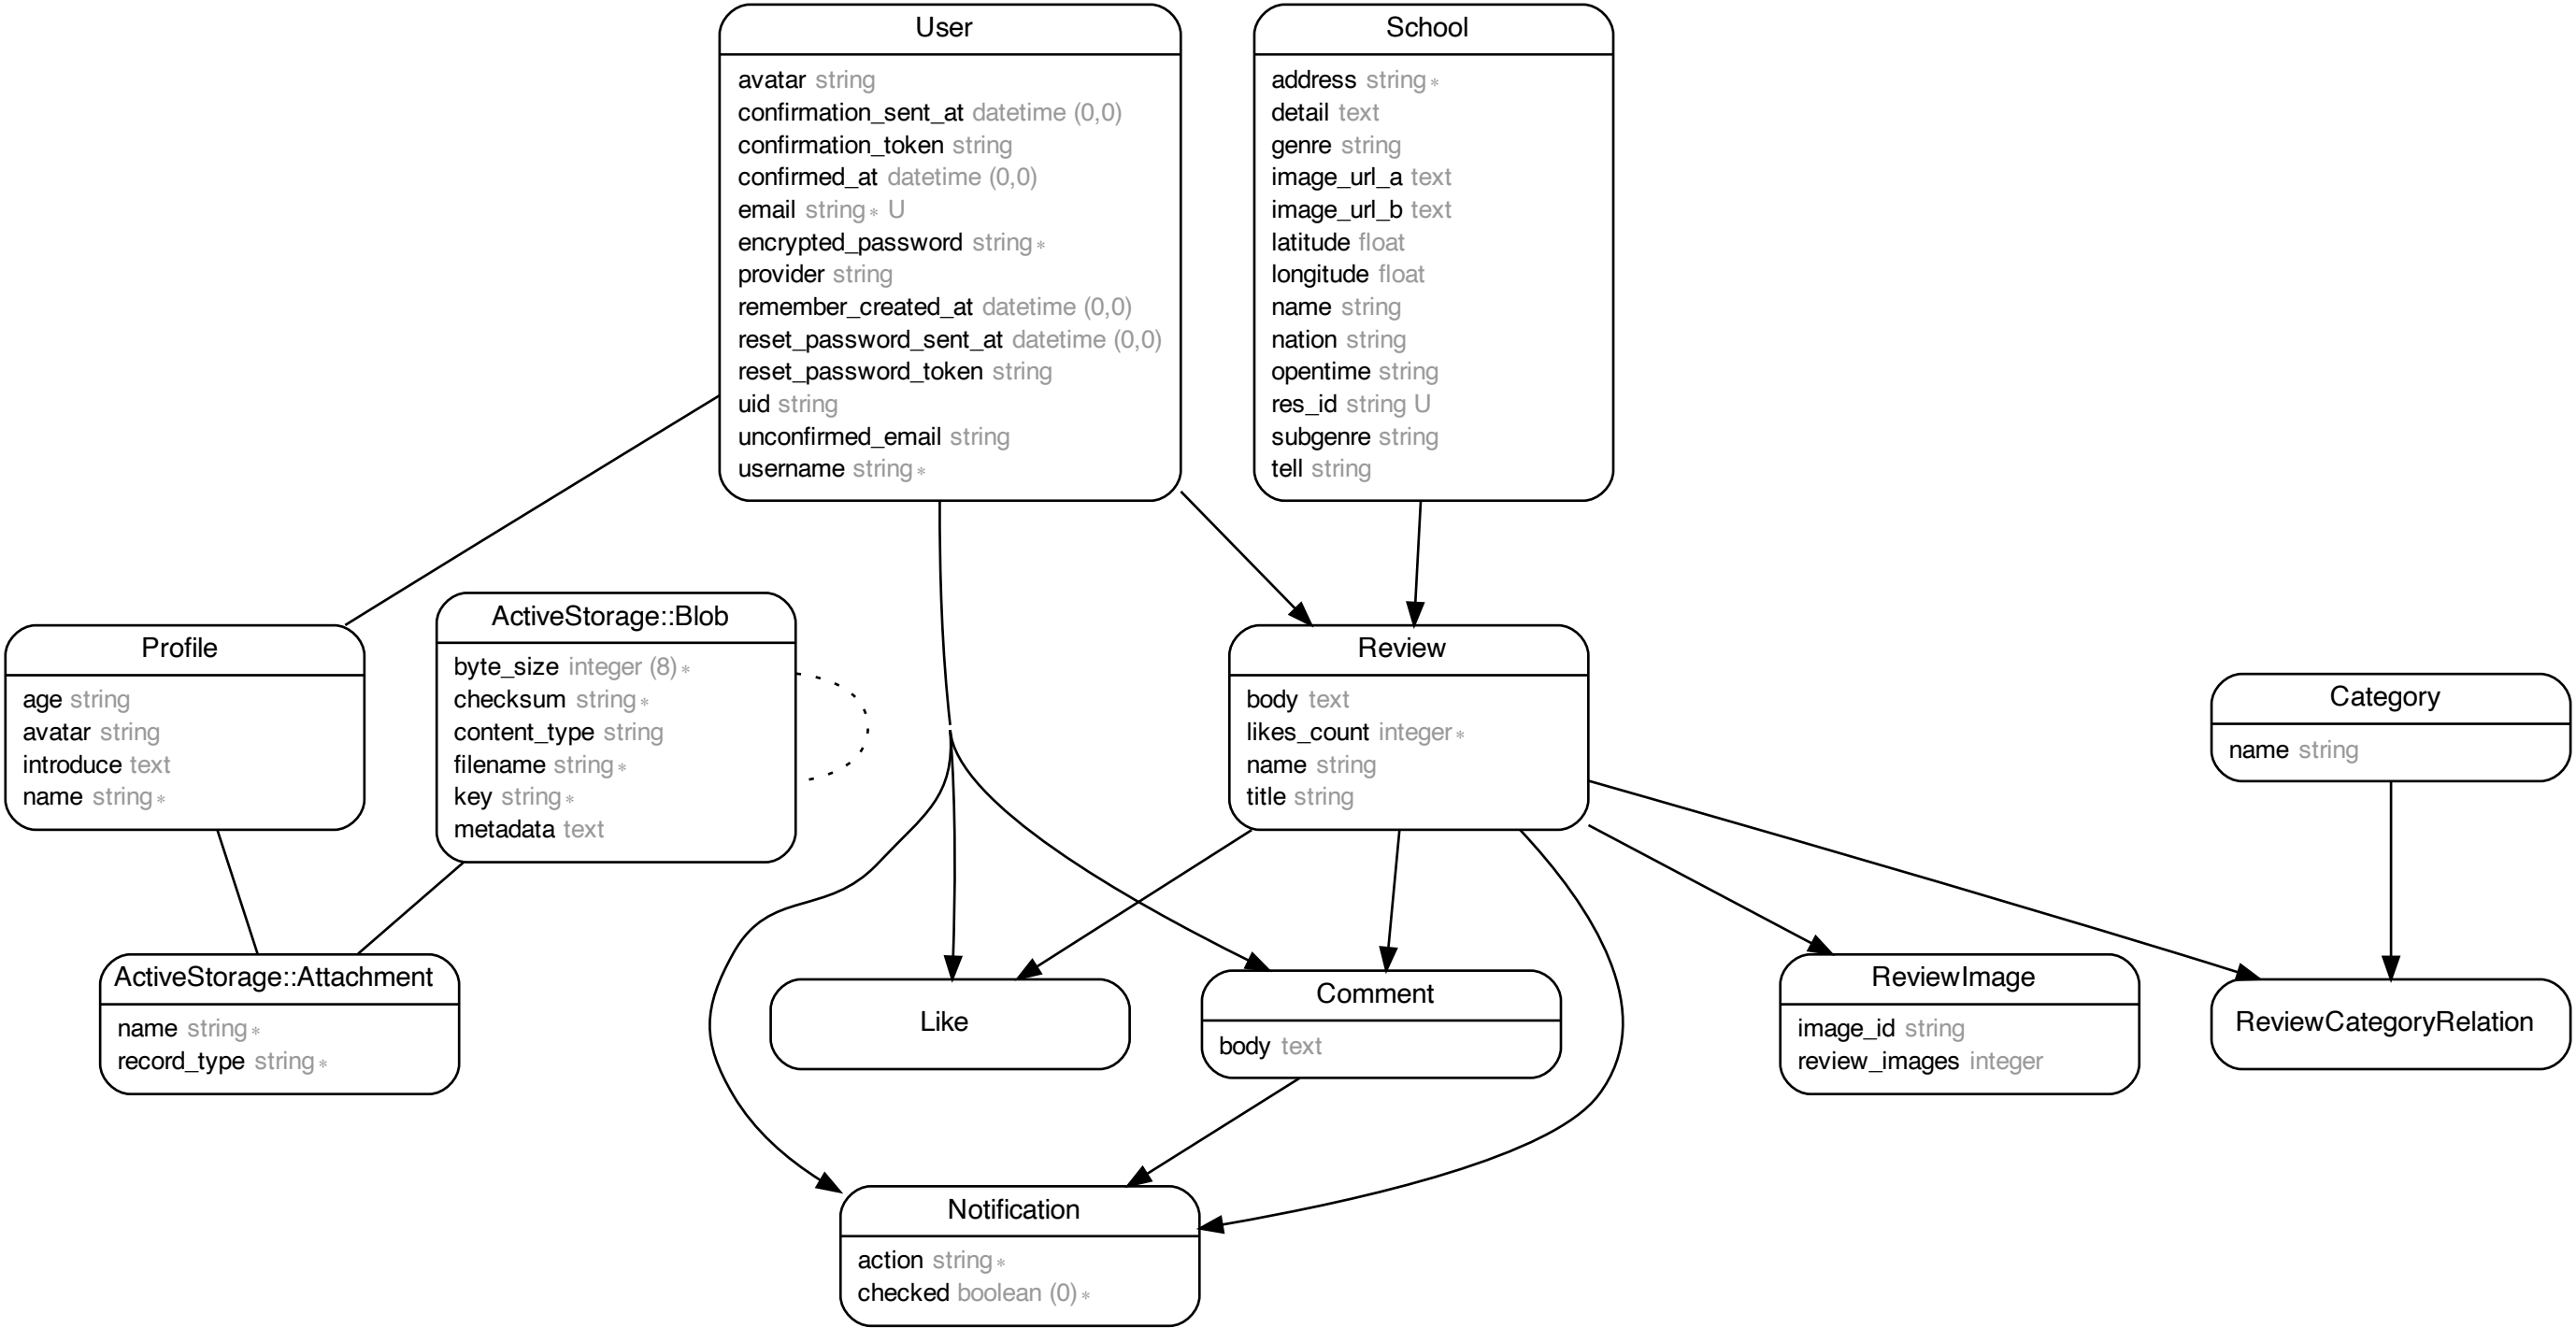 User
avatar string
confirmation_sent_at datetime (0,0)
confirmation_token string
confirmed_at datetime (0,0)
email string∗ U
encrypted_password string∗
provider string
remember_created_at datetime (0,0)
reset_password_sent_at datetime (0,0)
reset_password_token string
uid string
unconfirmed_email string
username string∗
School
address string∗
detail text
genre string
image_url_a text
image_url_b text
latitude float
longitude float
name string
nation string
opentime string
res_id string U
subgenre string
tell string
Profile
age string
avatar string
introduce text
name string∗
ActiveStorage::Blob
byte_size integer (8)∗
checksum string∗
content_type string
filename string∗
key string∗
metadata text
Review
body text
likes_count integer∗
name string
title string
Category
name string
ActiveStorage::Attachment
name string∗
record_type string∗
Like
Comment
body text
ReviewImage
image_id string
review_images integer
ReviewCategoryRelation
Notification
action string∗
checked boolean (0)∗